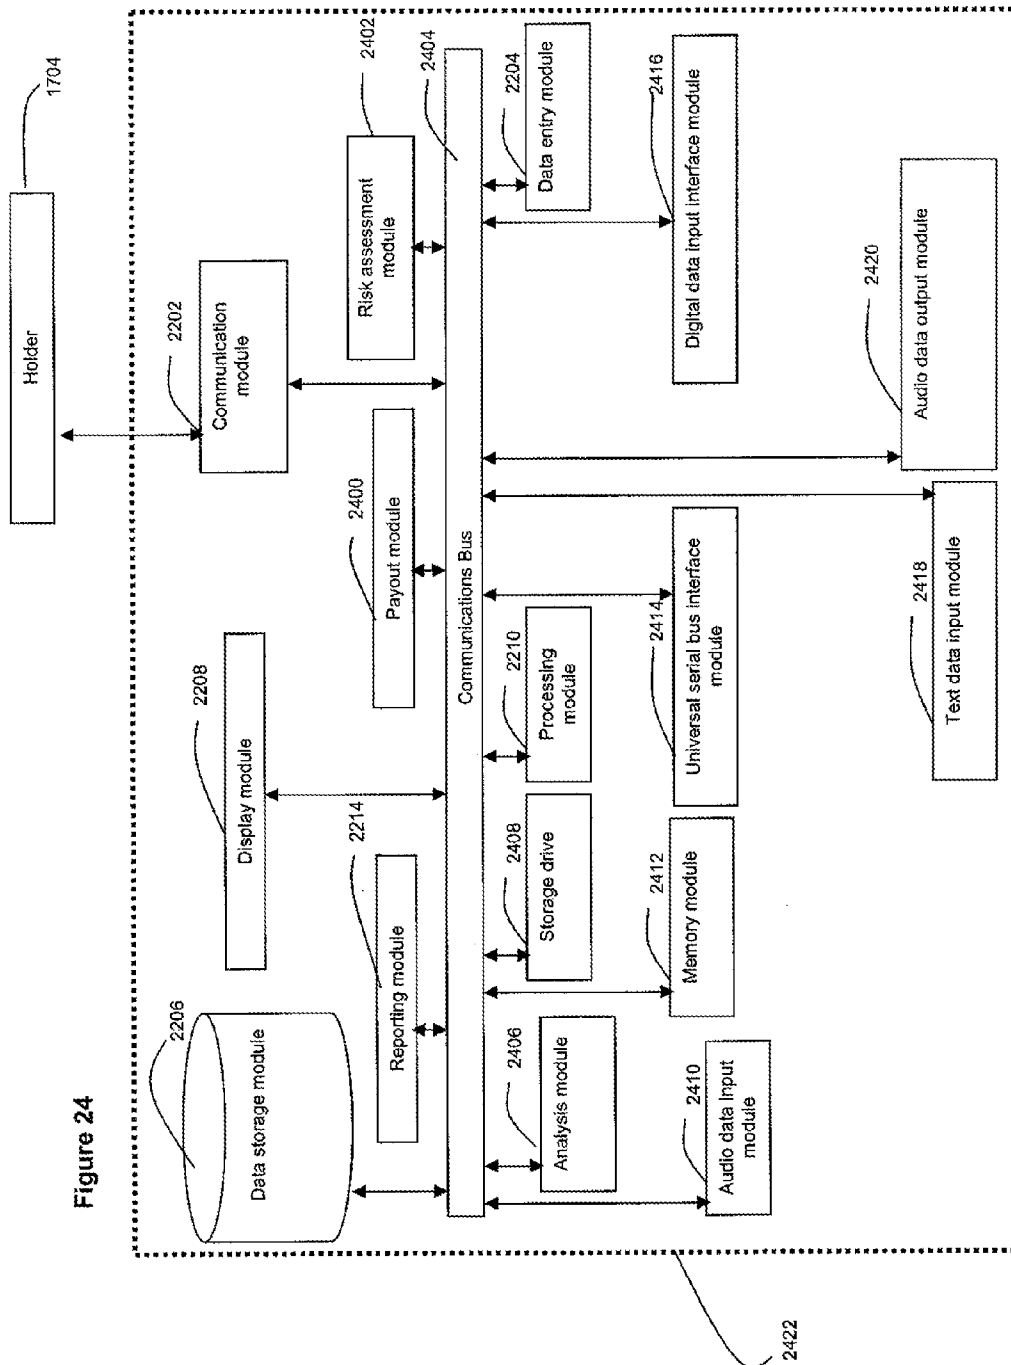 Figure 24
Holder
1704
2206
Data storage module
2208
Display module
2202
Communication
module
2214
Reporting module
2400
Payout module
2402
Risk assessment
module
2404
Communications Bus
2406
Analysis module
2408
Storage drive
2210
Processing
module
2204
Data entry module
2410
Audio data Input
module
2412
Memory module
2414
Universal serial bus interface
module
2416
Digital data input interface module
2418
Text data input module
2420
Audio data output module
2422